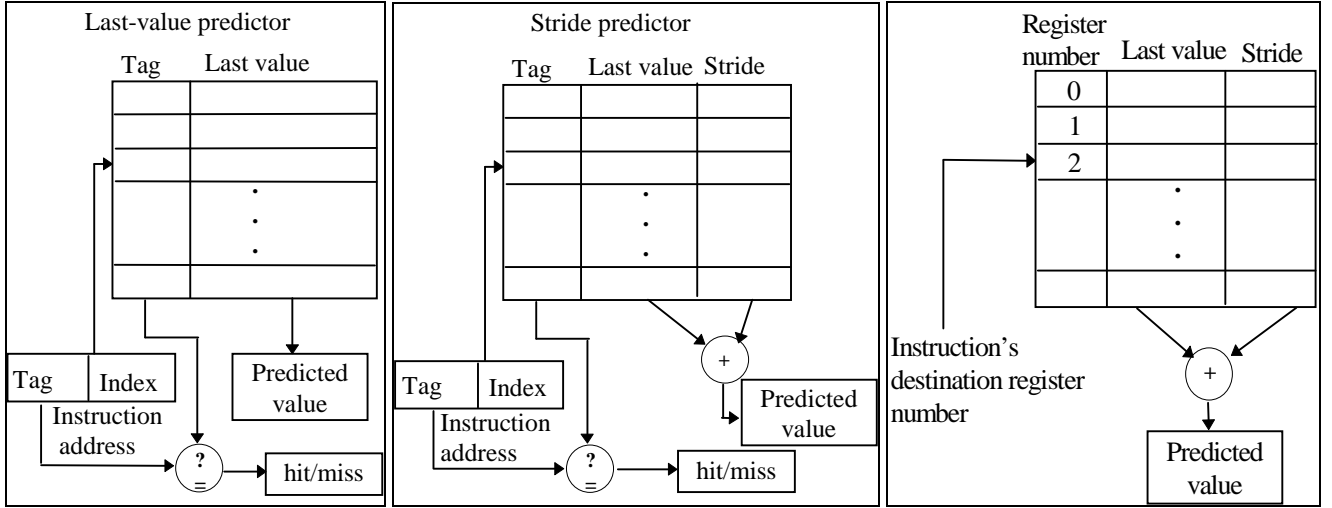 Last-value predictor
Tag Last value
Tag Index
Instruction
address
Predicted
value
?
=
hit/miss
Stride predictor
Tag Last value Stride
Tag Index
Instruction
address
+
Predicted
value
?
=
hit/miss
Register
number Last value Stride
0
1
2
Instruction's
destination register
number
+
Predicted
value